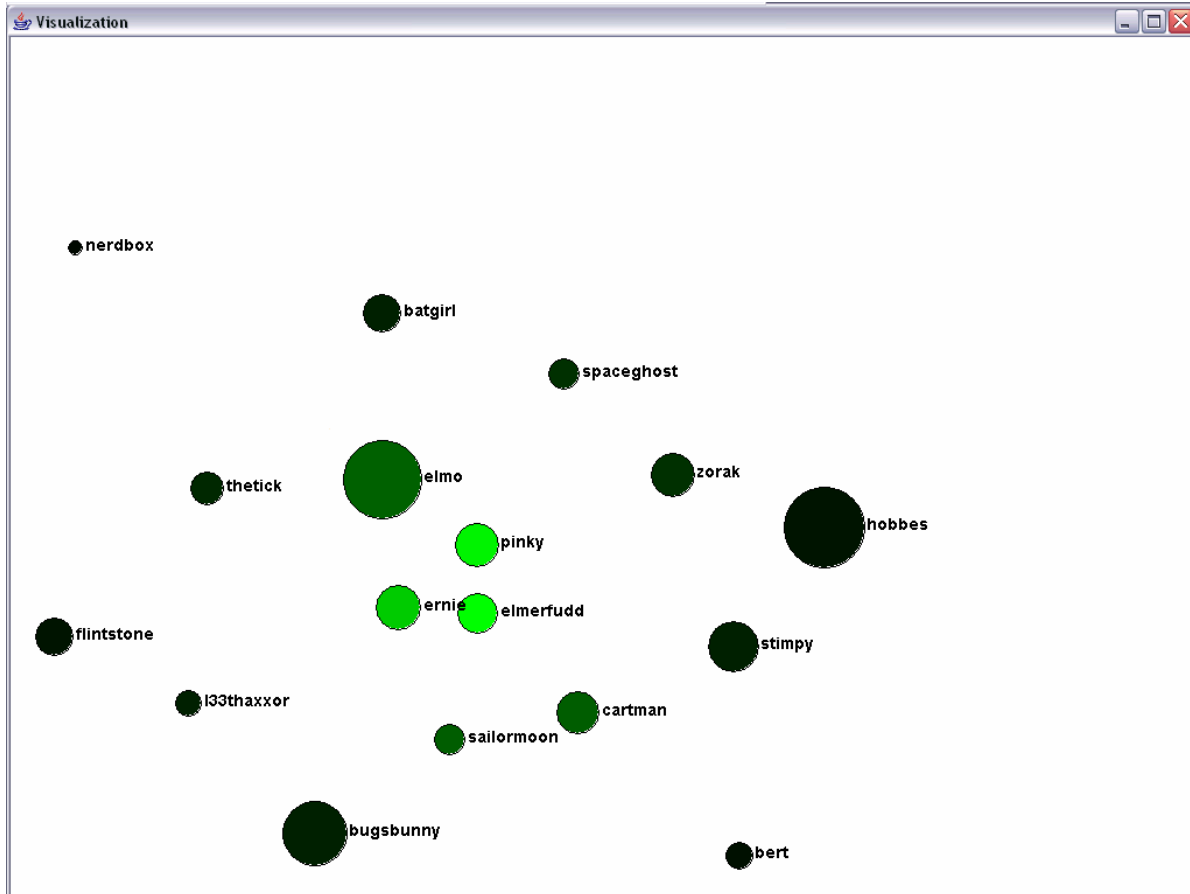 Visualization
nerdbox
batgirl
spaceghost
zorak
elmo
thetick
hobbes
pinky
ernie
elmerfudd
flintstone
stimpy
l33thaxxor
cartman
sailormoon
bugsbunny
bert